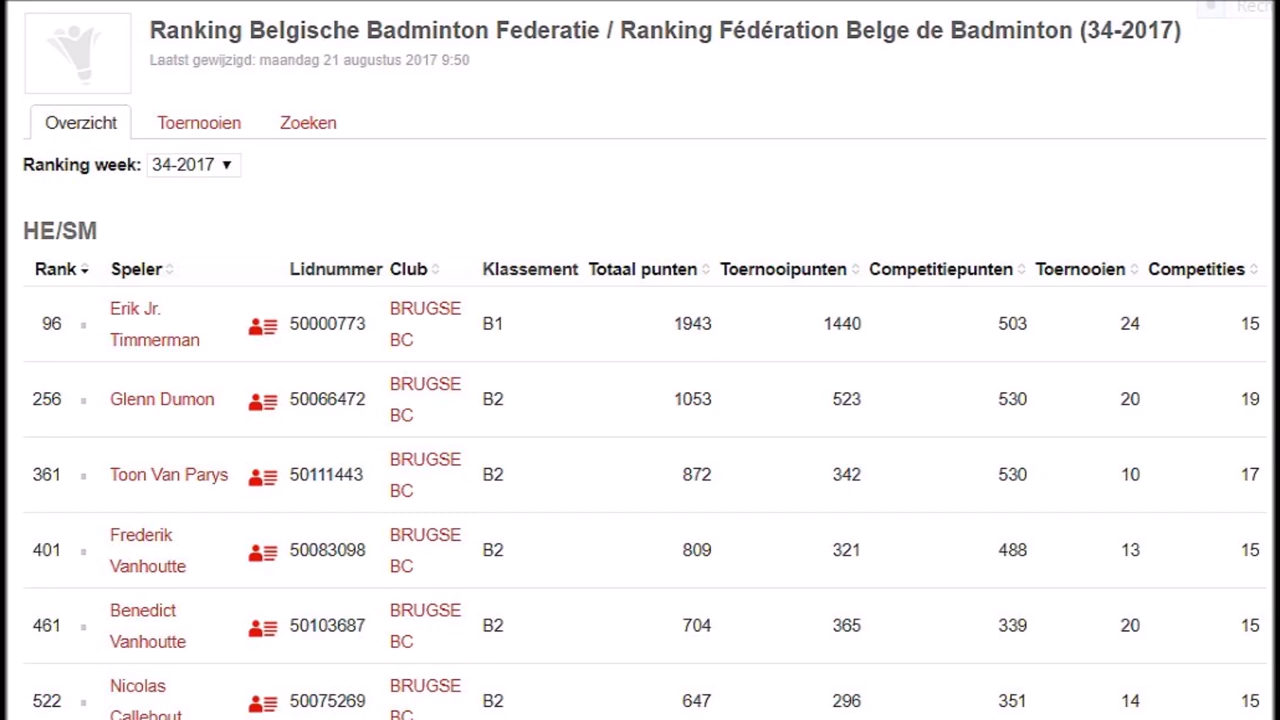 Ranking Belgische Badminton Federatie / Ranking Fédération Belge de Badminton (34-2017)
Laatst gewijzigd: maandag 21 augustus 2017 9:50
Overzicht Toernooien Zoeken
Ranking week: 34-2017
HE/SM
Rank Speler Lidnummer Club Klassement Totaal punten Toernooipunten Competitiepunten Toernooien Competities
96 Erik Jr. Timmerman 50000773 BRUGSE BC B1 1943 1440 503 24 15
256 Glenn Dumon 50066472 BRUGSE BC B2 1053 523 530 20 19
361 Toon Van Parys 50111443 BRUGSE BC B2 872 342 530 10 17
401 Frederik Vanhoutte 50083098 BRUGSE BC B2 809 321 488 13 15
461 Benedict Vanhoutte 50103687 BRUGSE BC B2 704 365 339 20 15
522 Nicolas Callebout 50075269 BRUGSE BC B2 647 296 351 14 15